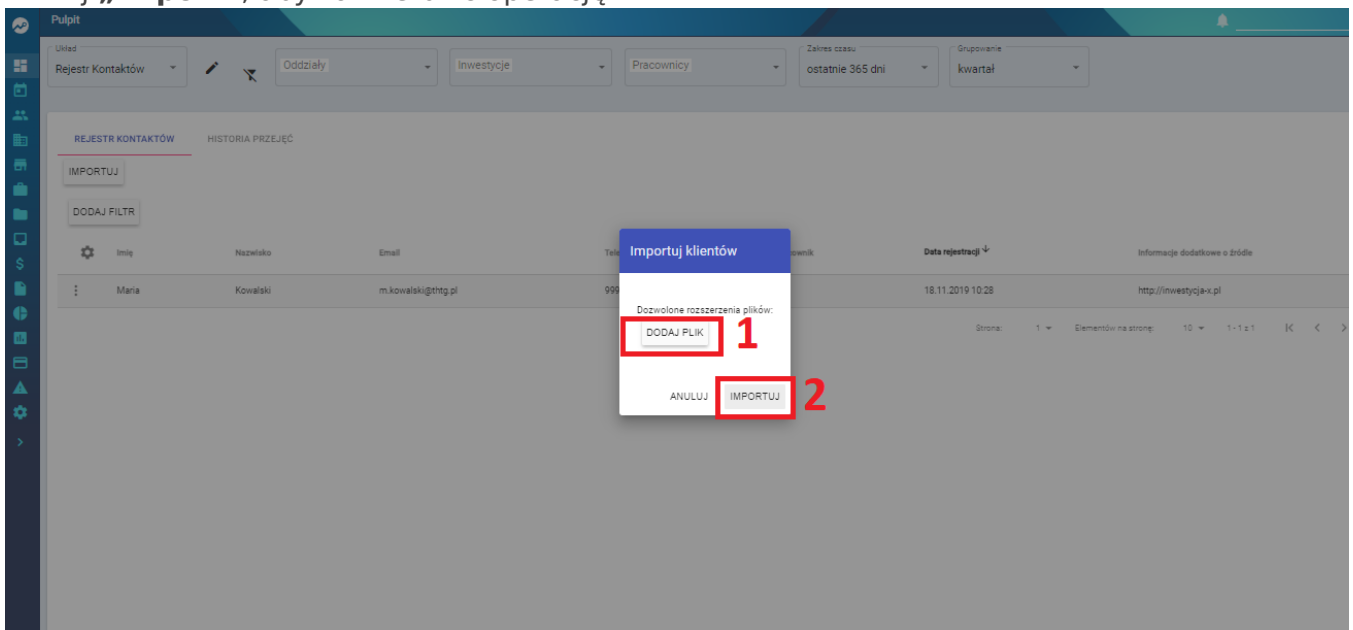 Pulpit
Układ
Rejestr Kontaktów
Oddziały
Inwestycje
Pracownicy
Zakres czasu
ostatnie 365 dni
Grupowanie
kwartał
REJESTR KONTAKTÓW HISTORIA PRZEJĘĆ
IMPORTUJ
DODAJ FILTR
Imię Nazwisko Email Data rejestracji Informacje dodatkowe o źródle
Maria Kowalski m.kowalski@thtg.pl 999 18.11.2019 10:28 http://inwestycja-x.pl
Strona: 1 Elementów na stronę: 10 1-1 z 1
Importuj klientów
Dozwolone rozszerzenia plików:
DODAJ PLIK 1
ANULUJ IMPORTUJ 2